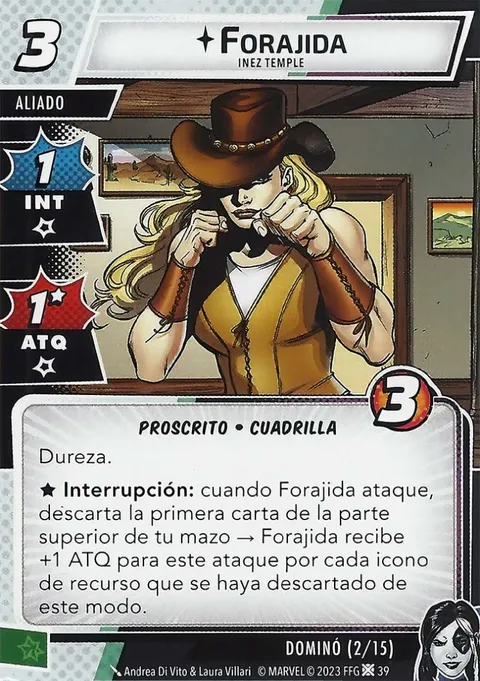 3
Forajida
INEZ TEMPLE
ALIADO
1
INT
1
ATQ
3
PROSCRITO • CUADRILLA
Dureza.
★ Interrupción: cuando Forajida ataque,
descarta la primera carta de la parte
superior de tu mazo → Forajida recibe
+1 ATQ para este ataque por cada icono
de recurso que se haya descartado de
este modo.
DOMINÓ (2/15)
Andrea Di Vito & Laura Villari © MARVEL © 2023 FFG 39